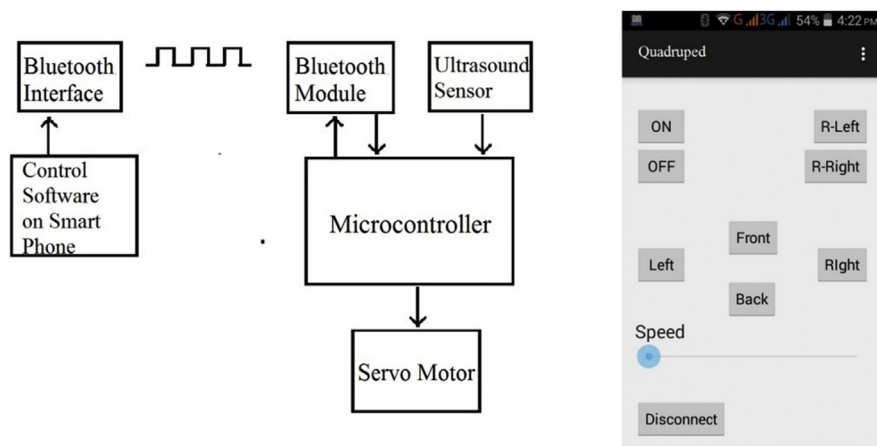 Bluetooth
Interface
Bluetooth
Module
Ultrasound
Sensor
Control
Software
on Smart
Phone
Microcontroller
Servo Motor
G 3G 54% 4:22 PM
Quadruped
ON
R-Left
OFF
R-Right
Front
Left
RIght
Back
Speed
Disconnect